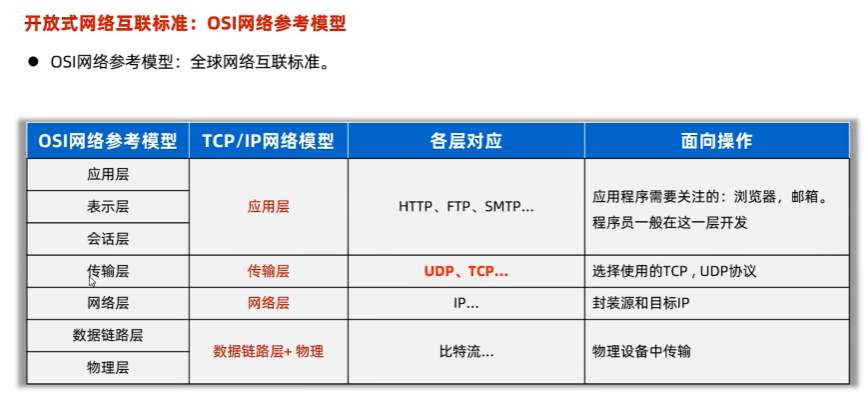 开放式网络互联标准：OSI网络参考模型
● OSI网络参考模型：全球网络互联标准。
OSI网络参考模型 TCP/IP网络模型 各层对应 面向操作
应用层
表示层
会话层
应用层
HTTP、FTP、SMTP...
应用程序需要关注的：浏览器，邮箱。
程序员一般在这一层开发
传输层 传输层 UDP、TCP... 选择使用的TCP , UDP协议
网络层 网络层 IP... 封装源和目标IP
数据链路层
物理层
数据链路层+ 物理
比特流...
物理设备中传输